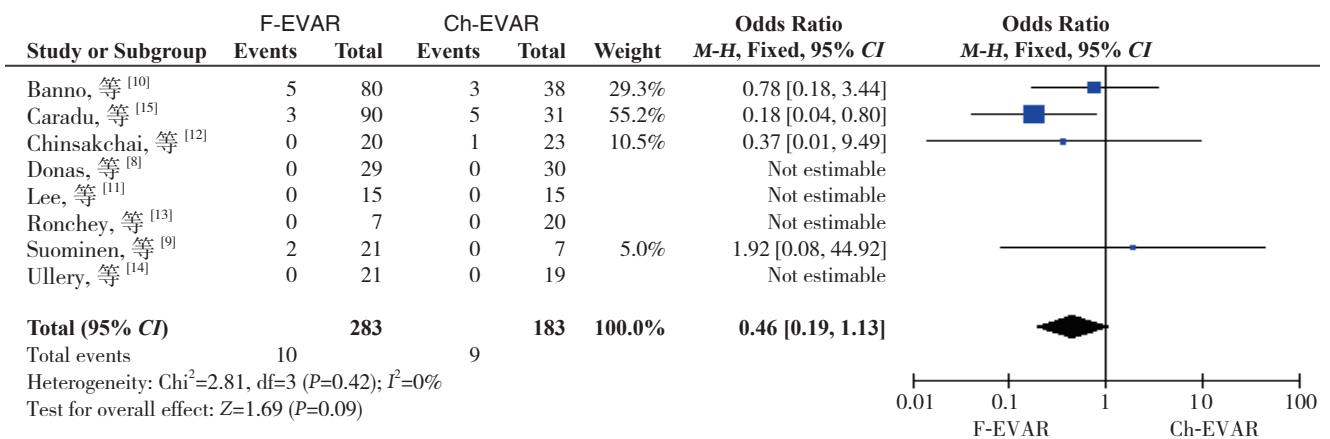 F-EVAR Ch-EVAR Odds Ratio Odds Ratio
Study or Subgroup Events Total Events Total Weight M-H, Fixed, 95% CI M-H, Fixed, 95% CI
Banno, 等 [10] 5 80 3 38 29.3% 0.78 [0.18, 3.44]
Caradu, 等 [15] 3 90 5 31 55.2% 0.18 [0.04, 0.80]
Chinsakchai, 等 [12] 0 20 1 23 10.5% 0.37 [0.01, 9.49]
Donas, 等 [8] 0 29 0 30 Not estimable
Lee, 等 [11] 0 15 0 15 Not estimable
Ronchey, 等 [13] 0 7 0 20 Not estimable
Suominen, 等 [9] 2 21 0 7 5.0% 1.92 [0.08, 44.92]
Ullery, 等 [14] 0 21 0 19 Not estimable
Total (95% CI) 283 183 100.0% 0.46 [0.19, 1.13]
Total events 10 9
Heterogeneity: Chi²=2.81, df=3 (P=0.42); I²=0%
Test for overall effect: Z=1.69 (P=0.09)
0.01 0.1 1 10 100
F-EVAR Ch-EVAR